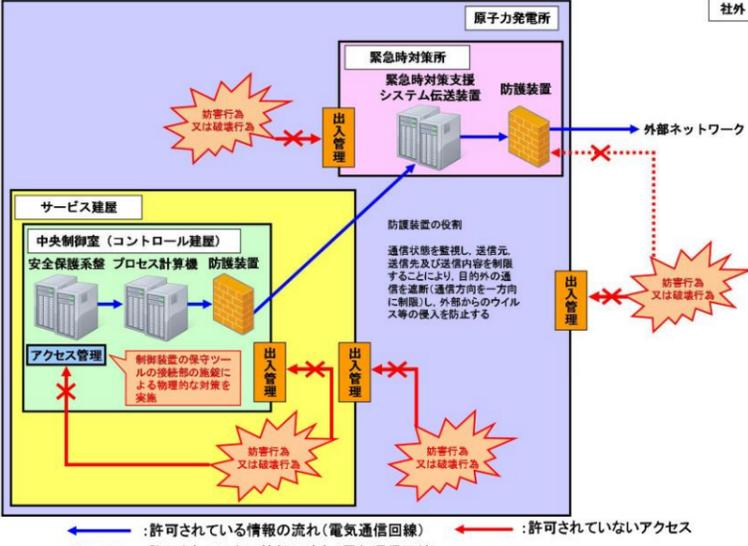 社外
原子力発電所
緊急時対策所
緊急時対策支援
システム伝送装置
防護装置
妨害行為
又は破壊行為
出入管理
外部ネットワーク
サービス建屋
中央制御室（コントロール建屋）
安全保護系盤 プロセス計算機 防護装置
防護装置の役割
通信状態を監視し、送信元、
送信先及び送信内容を制限
することにより、目的外の通
信を遮断（通信方向を一方向
に制限）し、外部からのウイル
ス等の侵入を防止する
出入管理
妨害行為
又は破壊行為
アクセス管理
制御装置の保守ツー
ルの接続部の施錠に
よる物理的な対策を
実施
出入管理
出入管理
妨害行為
又は破壊行為
妨害行為
又は破壊行為
：許可されている情報の流れ（電気通信回線）
：許可されていないアクセス